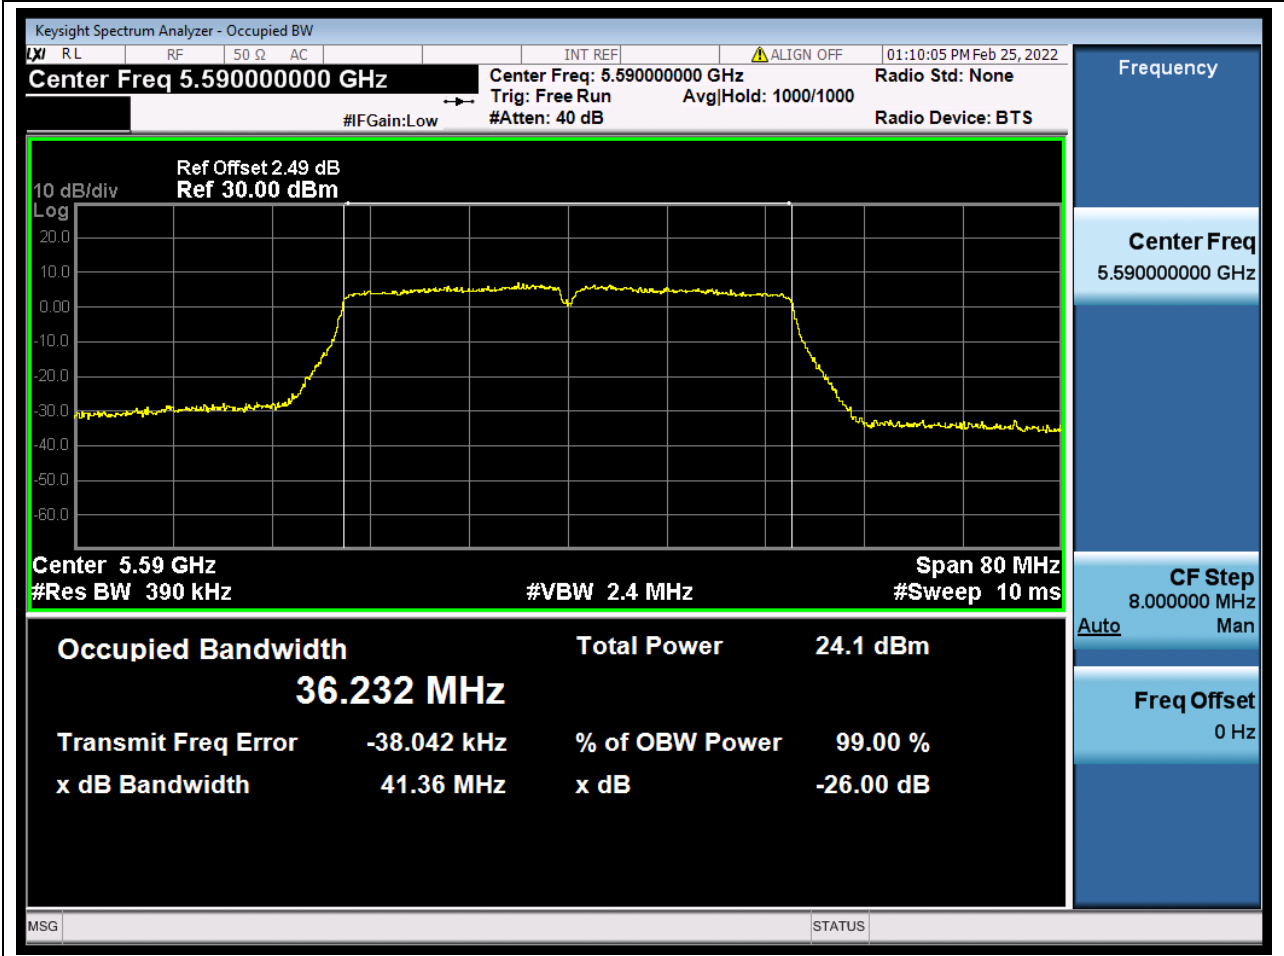 Keysight Spectrum Analyzer - Occupied BW
LXI RL RF 50 Ω AC INT REF ALIGN OFF 01:10:05 PM Feb 25, 2022
Center Freq 5.590000000 GHz
Center Freq: 5.590000000 GHz Radio Std: None
Trig: Free Run Avg|Hold: 1000/1000
#IFGain:Low #Atten: 40 dB Radio Device: BTS
Ref Offset 2.49 dB
10 dB/div Ref 30.00 dBm
Log
20.0
10.0
0.00
-10.0
-20.0
-30.0
-40.0
-50.0
-60.0
Center 5.59 GHz Span 80 MHz
#Res BW 390 kHz #VBW 2.4 MHz #Sweep 10 ms
Occupied Bandwidth Total Power 24.1 dBm
36.232 MHz
Transmit Freq Error -38.042 kHz % of OBW Power 99.00 %
x dB Bandwidth 41.36 MHz x dB -26.00 dB
MSG STATUS
Frequency
Center Freq
5.590000000 GHz
CF Step
8.000000 MHz
Auto Man
Freq Offset
0 Hz